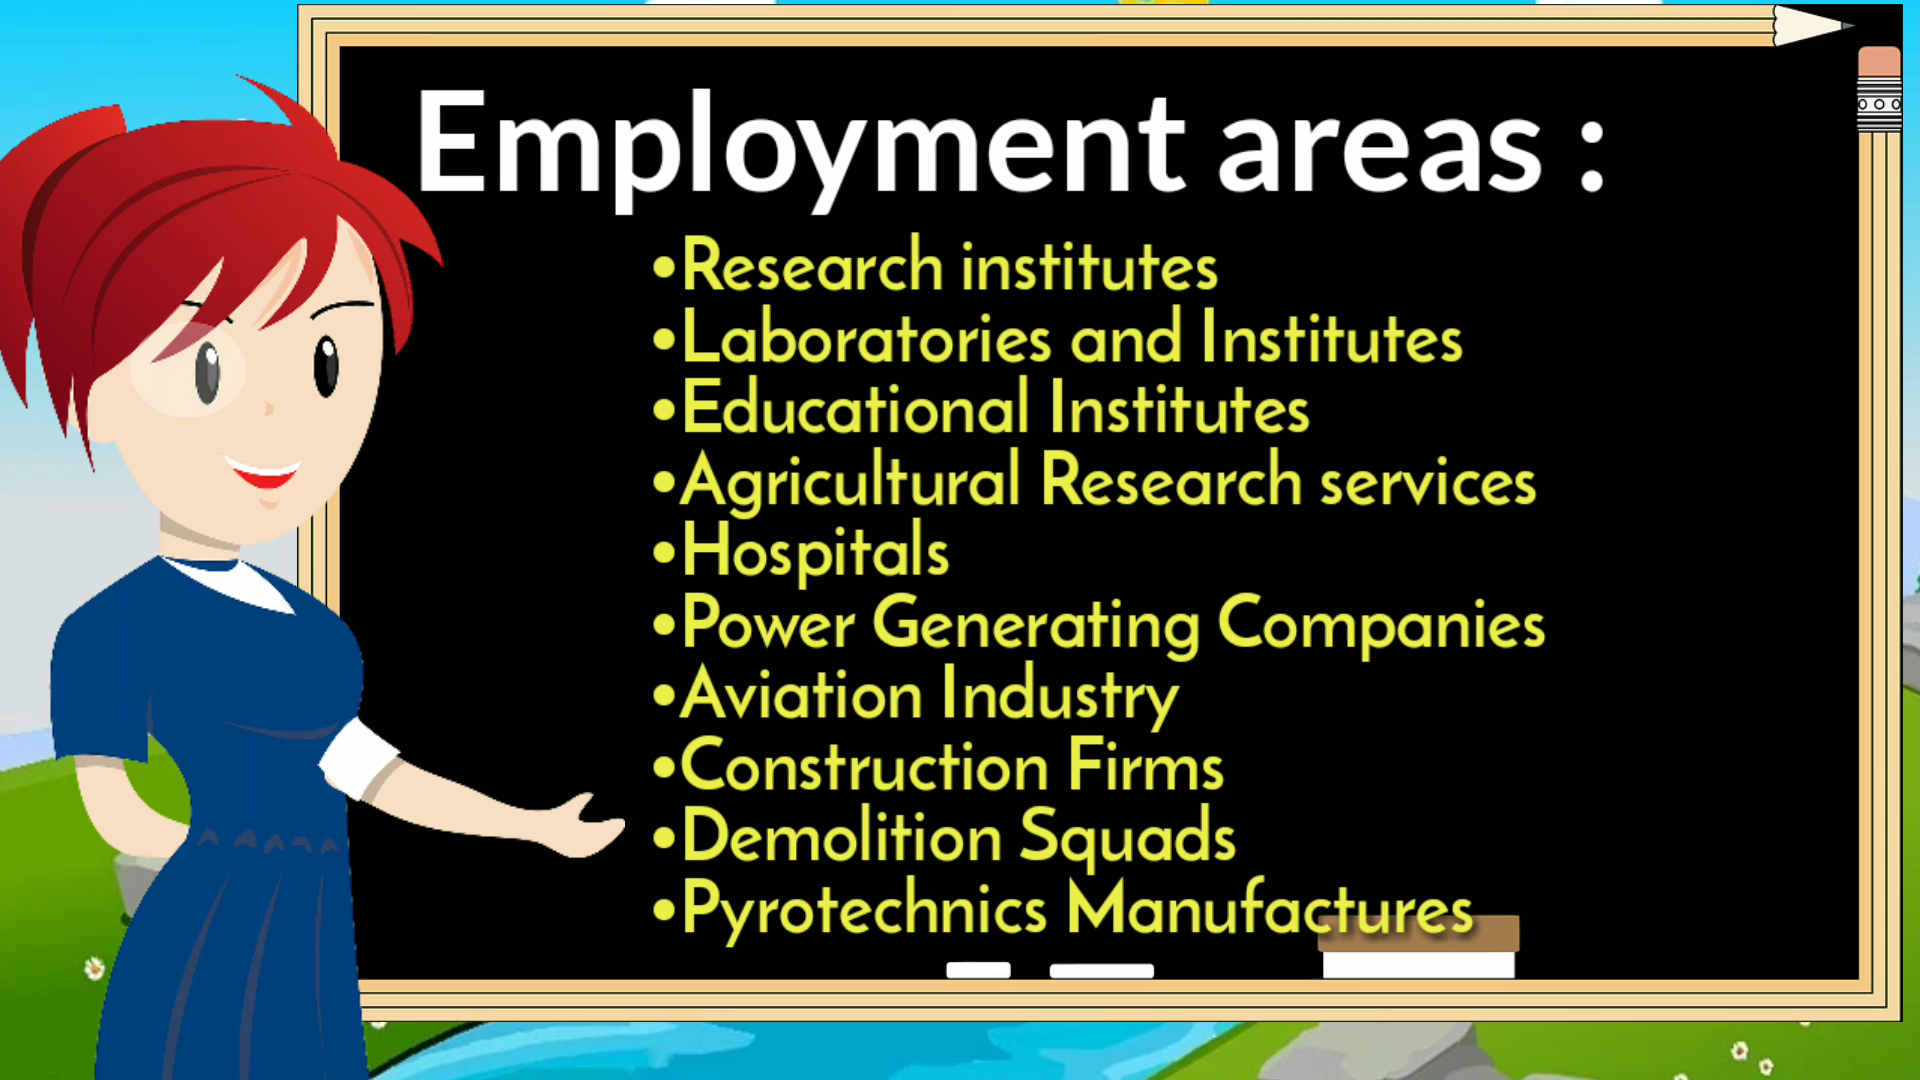 Employment areas :
•Research institutes
•Laboratories and Institutes
•Educational Institutes
•Agricultural Research services
•Hospitals
•Power Generating Companies
•Aviation Industry
•Construction Firms
•Demolition Squads
•Pyrotechnics Manufactures